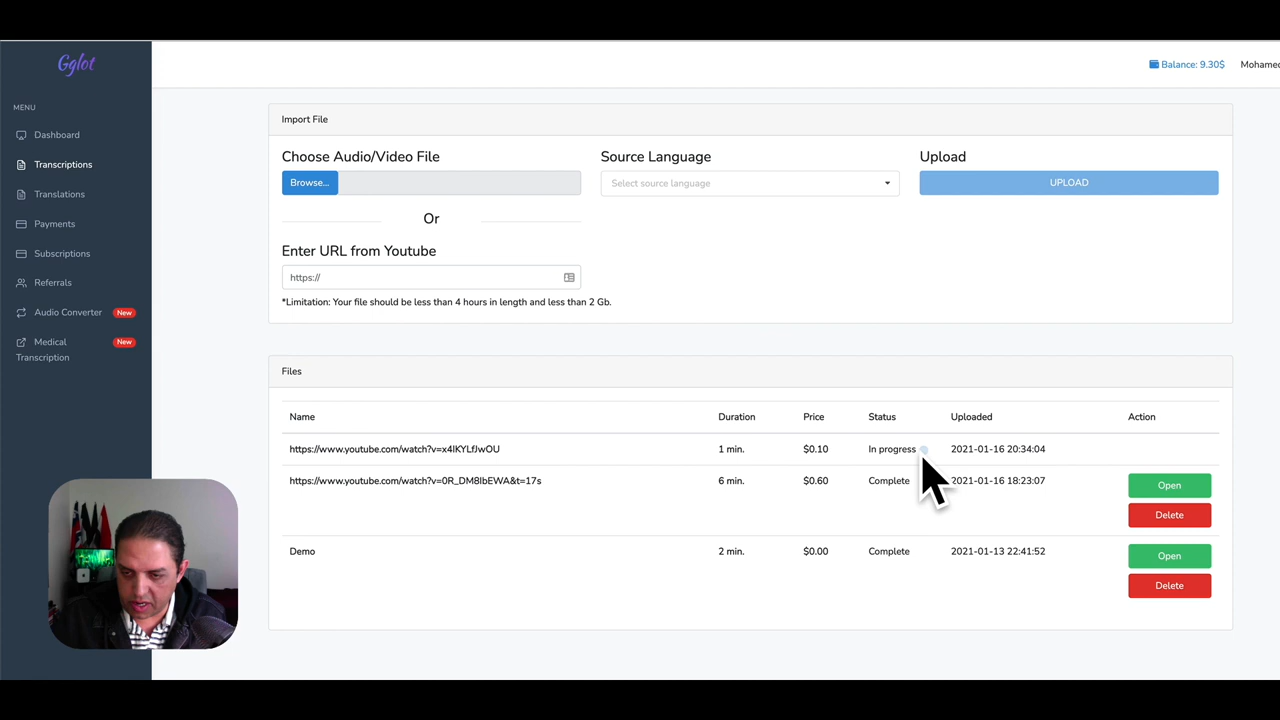 Gglot
Balance: 9.30$ Mohamed
MENU
Dashboard
Transcriptions
Translations
Payments
Subscriptions
Referrals
Audio Converter New
Medical Transcription New
Import File
Choose Audio/Video File Source Language Upload
Browse... Select source language UPLOAD
Or
Enter URL from Youtube
https://
*Limitation: Your file should be less than 4 hours in length and less than 2 Gb.
Files
Name Duration Price Status Uploaded Action
https://www.youtube.com/watch?v=x4IKYLfJwOU 1 min. $0.10 In progress 2021-01-16 20:34:04
https://www.youtube.com/watch?v=0R_DM8IbEWA&t=17s 6 min. $0.60 Complete 2021-01-16 18:23:07 Open
Delete
Demo 2 min. $0.00 Complete 2021-01-13 22:41:52 Open
Delete